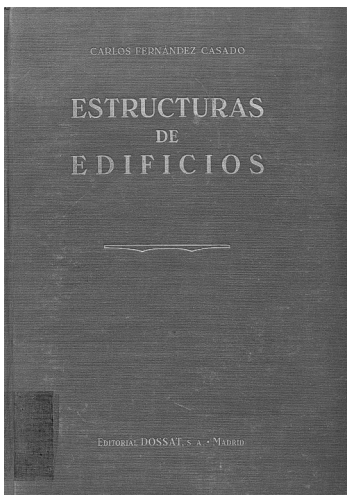 CARLOS FERNÁNDEZ CASADO
ESTRUCTURAS
DE
EDIFICIOS
EDITORIAL DOSSAT, S. A. • MADRID